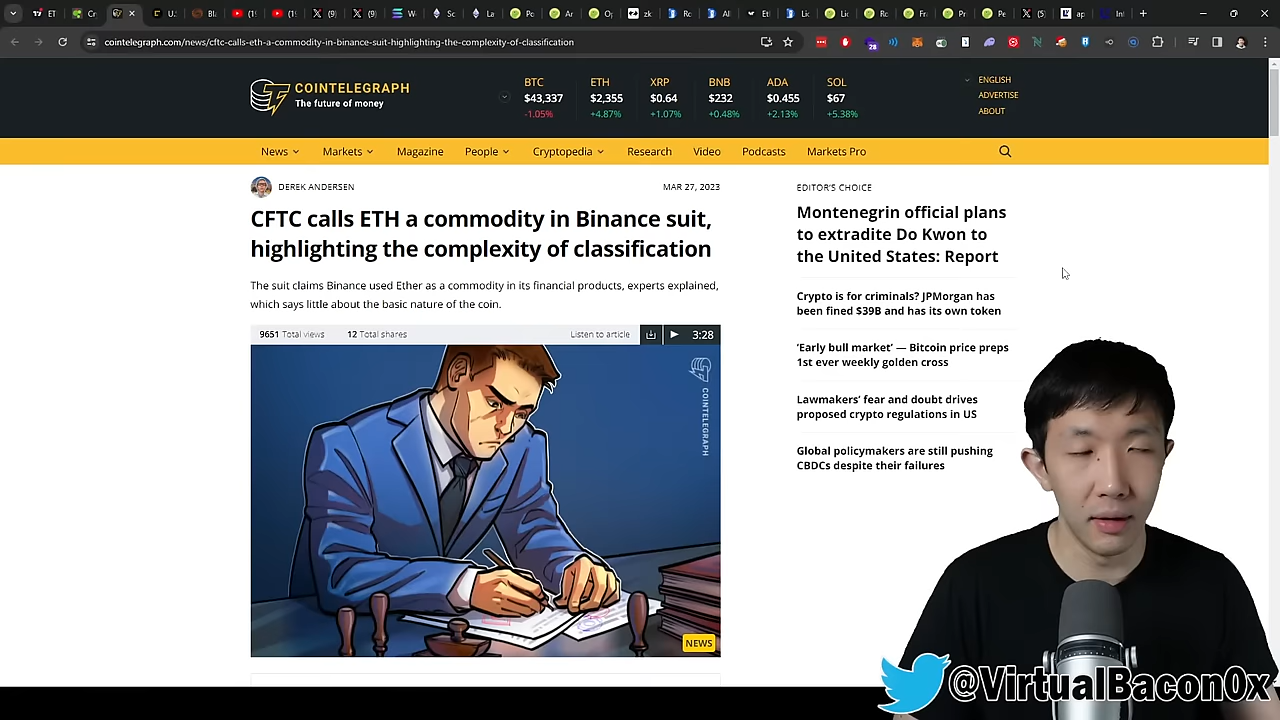 cointelegraph.com/news/cftc-calls-eth-a-commodity-in-binance-suit-highlighting-the-complexity-of-classification
28
COINTELEGRAPH
The future of money
BTC ETH XRP BNB ADA SOL
$43,337 $2,355 $0.64 $232 $0.455 $67
-1.05% +4.87% +1.07% +0.48% +2.13% +5.38%
ENGLISH
ADVERTISE
ABOUT
News Markets Magazine People Cryptopedia Research Video Podcasts Markets Pro
DEREK ANDERSEN MAR 27, 2023
CFTC calls ETH a commodity in Binance suit,
highlighting the complexity of classification
The suit claims Binance used Ether as a commodity in its financial products, experts explained,
which says little about the basic nature of the coin.
9651 Total views 12 Total shares Listen to article 3:28
COINTELEGRAPH
NEWS
EDITOR'S CHOICE
Montenegrin official plans
to extradite Do Kwon to
the United States: Report
Crypto is for criminals? JPMorgan has
been fined $39B and has its own token
‘Early bull market’ — Bitcoin price preps
1st ever weekly golden cross
Lawmakers’ fear and doubt drives
proposed crypto regulations in US
Global policymakers are still pushing
CBDCs despite their failures
@VirtualBacon0x